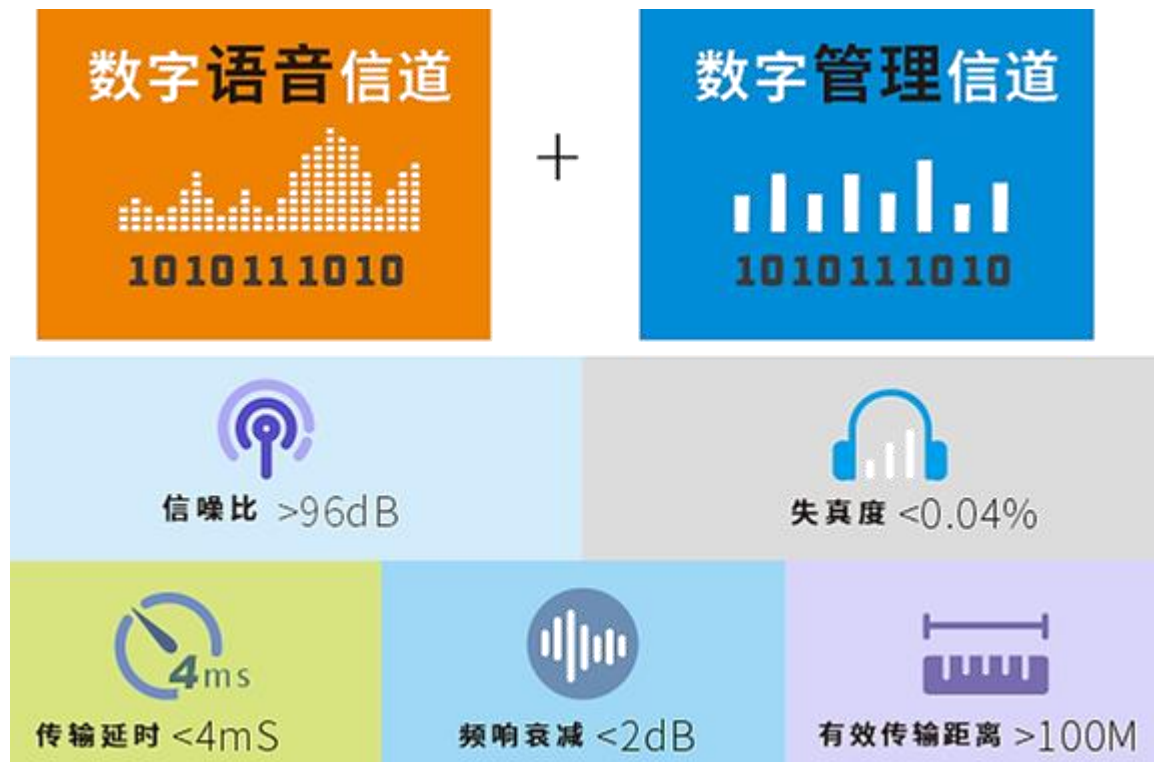 数字语音信道
1010111010
+
数字管理信道
1010111010
信噪比 >96dB
失真度 <0.04%
4ms
传输延时 <4mS
频响衰减 <2dB
有效传输距离 >100M